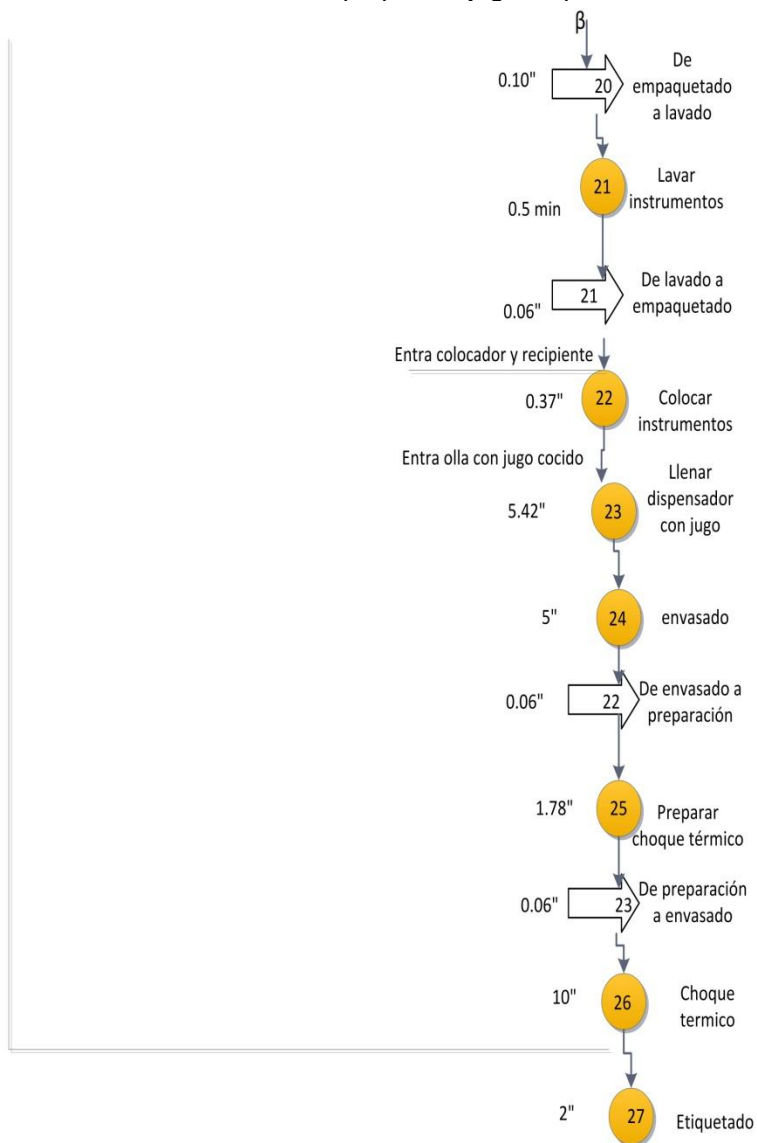 β
0.10"
20
De
empaquetado
a lavado
21
Lavar
instrumentos
0.5 min
21
De lavado a
empaquetado
0.06"
Entra colocador y recipiente
0.37"
22
Colocar
instrumentos
Entra olla con jugo cocido
5.42"
23
Llenar
dispensador
con jugo
5"
24
envasado
0.06"
22
De envasado a
preparación
1.78"
25
Preparar
choque térmico
0.06"
23
De preparación
a envasado
10"
26
Choque
termico
2"
27
Etiquetado